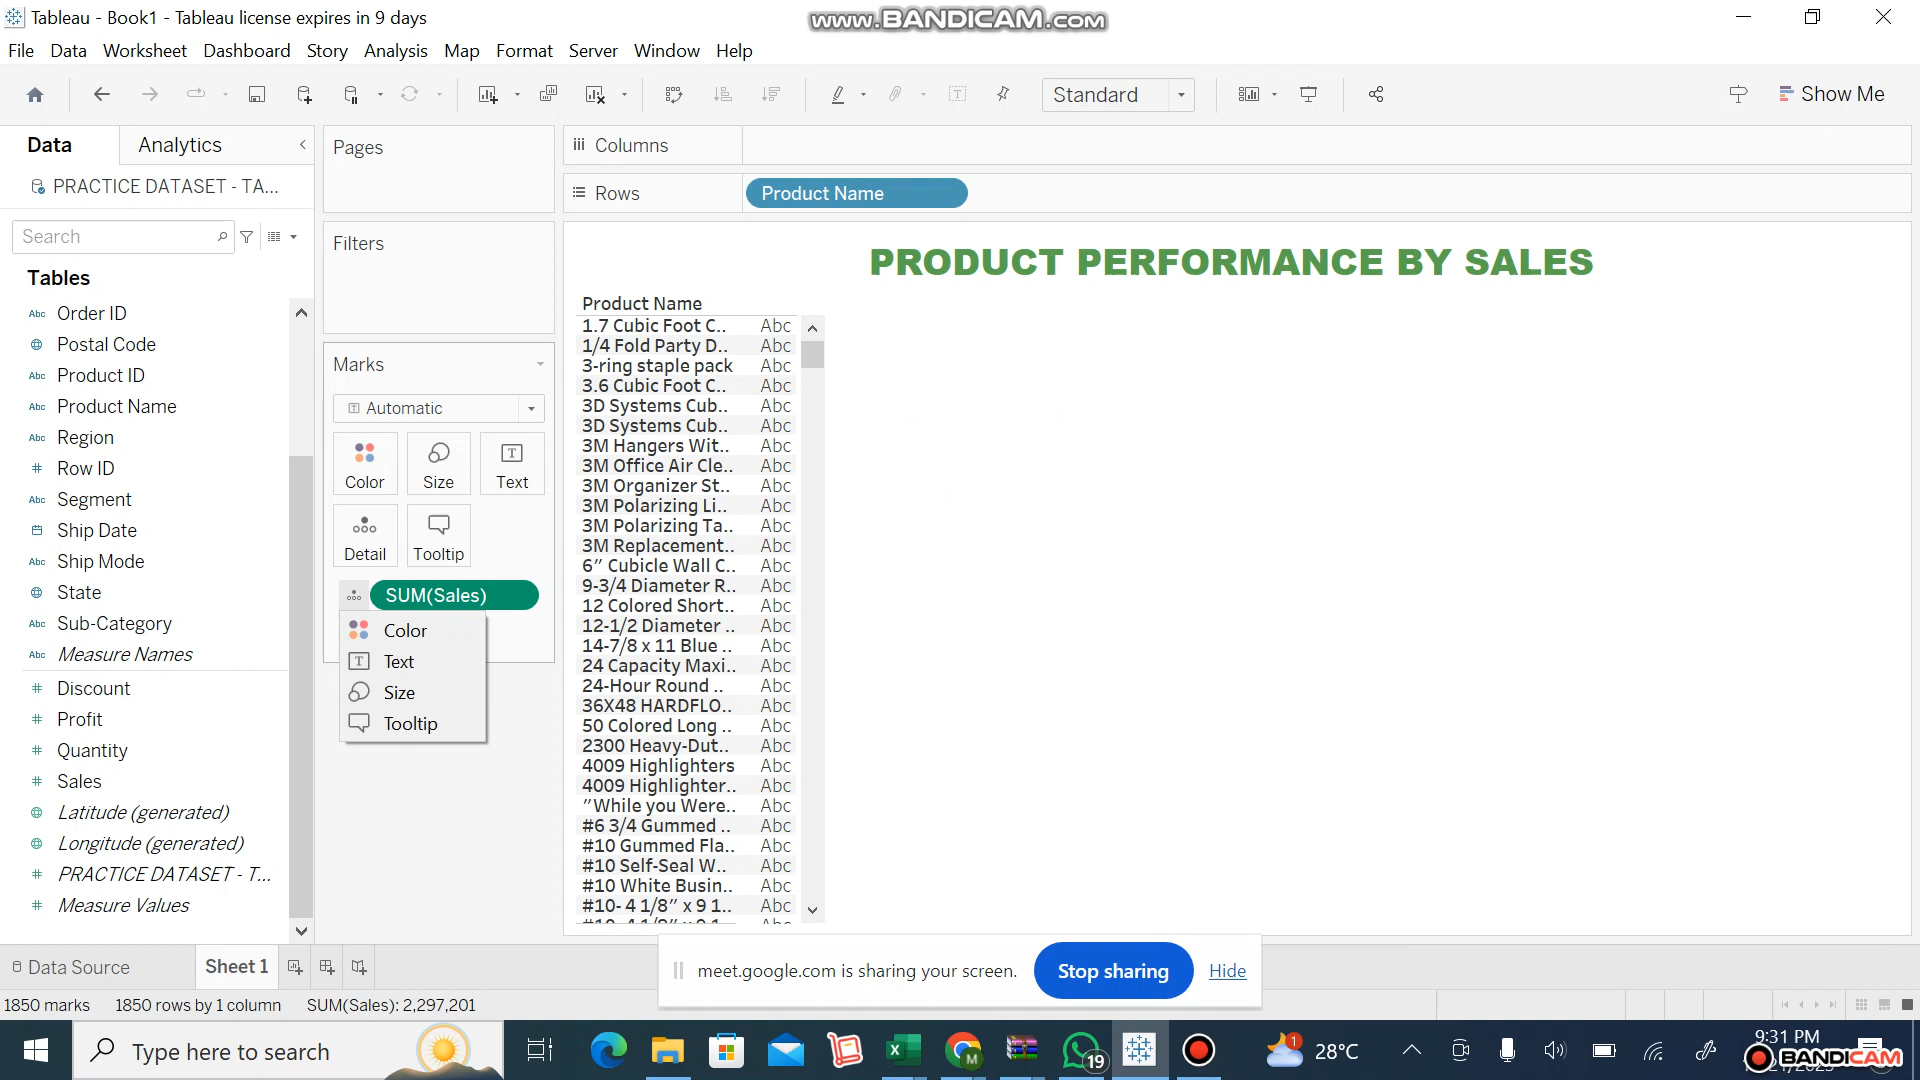 Tableau - Book1 - Tableau license expires in 9 days
www.BANDICAM.com
File Data Worksheet Dashboard Story Analysis Map Format Server Window Help
Standard
Show Me
Data
Analytics
PRACTICE DATASET - TA...
Search
Tables
Abc Order ID
Postal Code
Abc Product ID
Abc Product Name
Abc Region
# Row ID
Abc Segment
Ship Date
Abc Ship Mode
State
Abc Sub-Category
Abc Measure Names
# Discount
# Profit
# Quantity
# Sales
Latitude (generated)
Longitude (generated)
# PRACTICE DATASET - T...
# Measure Values
Pages
Filters
Marks
Automatic
Color
Size
Text
Detail
Tooltip
SUM(Sales)
Color
Text
Size
Tooltip
Columns
Rows
Product Name
PRODUCT PERFORMANCE BY SALES
Product Name
1.7 Cubic Foot C.. Abc
1/4 Fold Party D.. Abc
3-ring staple pack Abc
3.6 Cubic Foot C.. Abc
3D Systems Cub.. Abc
3D Systems Cub.. Abc
3M Hangers Wit.. Abc
3M Office Air Cle.. Abc
3M Organizer St.. Abc
3M Polarizing Li.. Abc
3M Polarizing Ta.. Abc
3M Replacement.. Abc
6" Cubicle Wall C.. Abc
9-3/4 Diameter R.. Abc
12 Colored Short.. Abc
12-1/2 Diameter .. Abc
14-7/8 x 11 Blue .. Abc
24 Capacity Maxi.. Abc
24-Hour Round .. Abc
36X48 HARDFLO.. Abc
50 Colored Long .. Abc
2300 Heavy-Dut.. Abc
4009 Highlighters Abc
4009 Highlighter.. Abc
"While you Were.. Abc
#6 3/4 Gummed .. Abc
#10 Gummed Fla.. Abc
#10 Self-Seal W.. Abc
#10 White Busin.. Abc
#10- 4 1/8" x 9 1.. Abc
Data Source
Sheet 1
meet.google.com is sharing your screen.
Stop sharing
Hide
1850 marks 1850 rows by 1 column SUM(Sales): 2,297,201
Type here to search
19
1
28°C
9:31 PM
BANDICAM